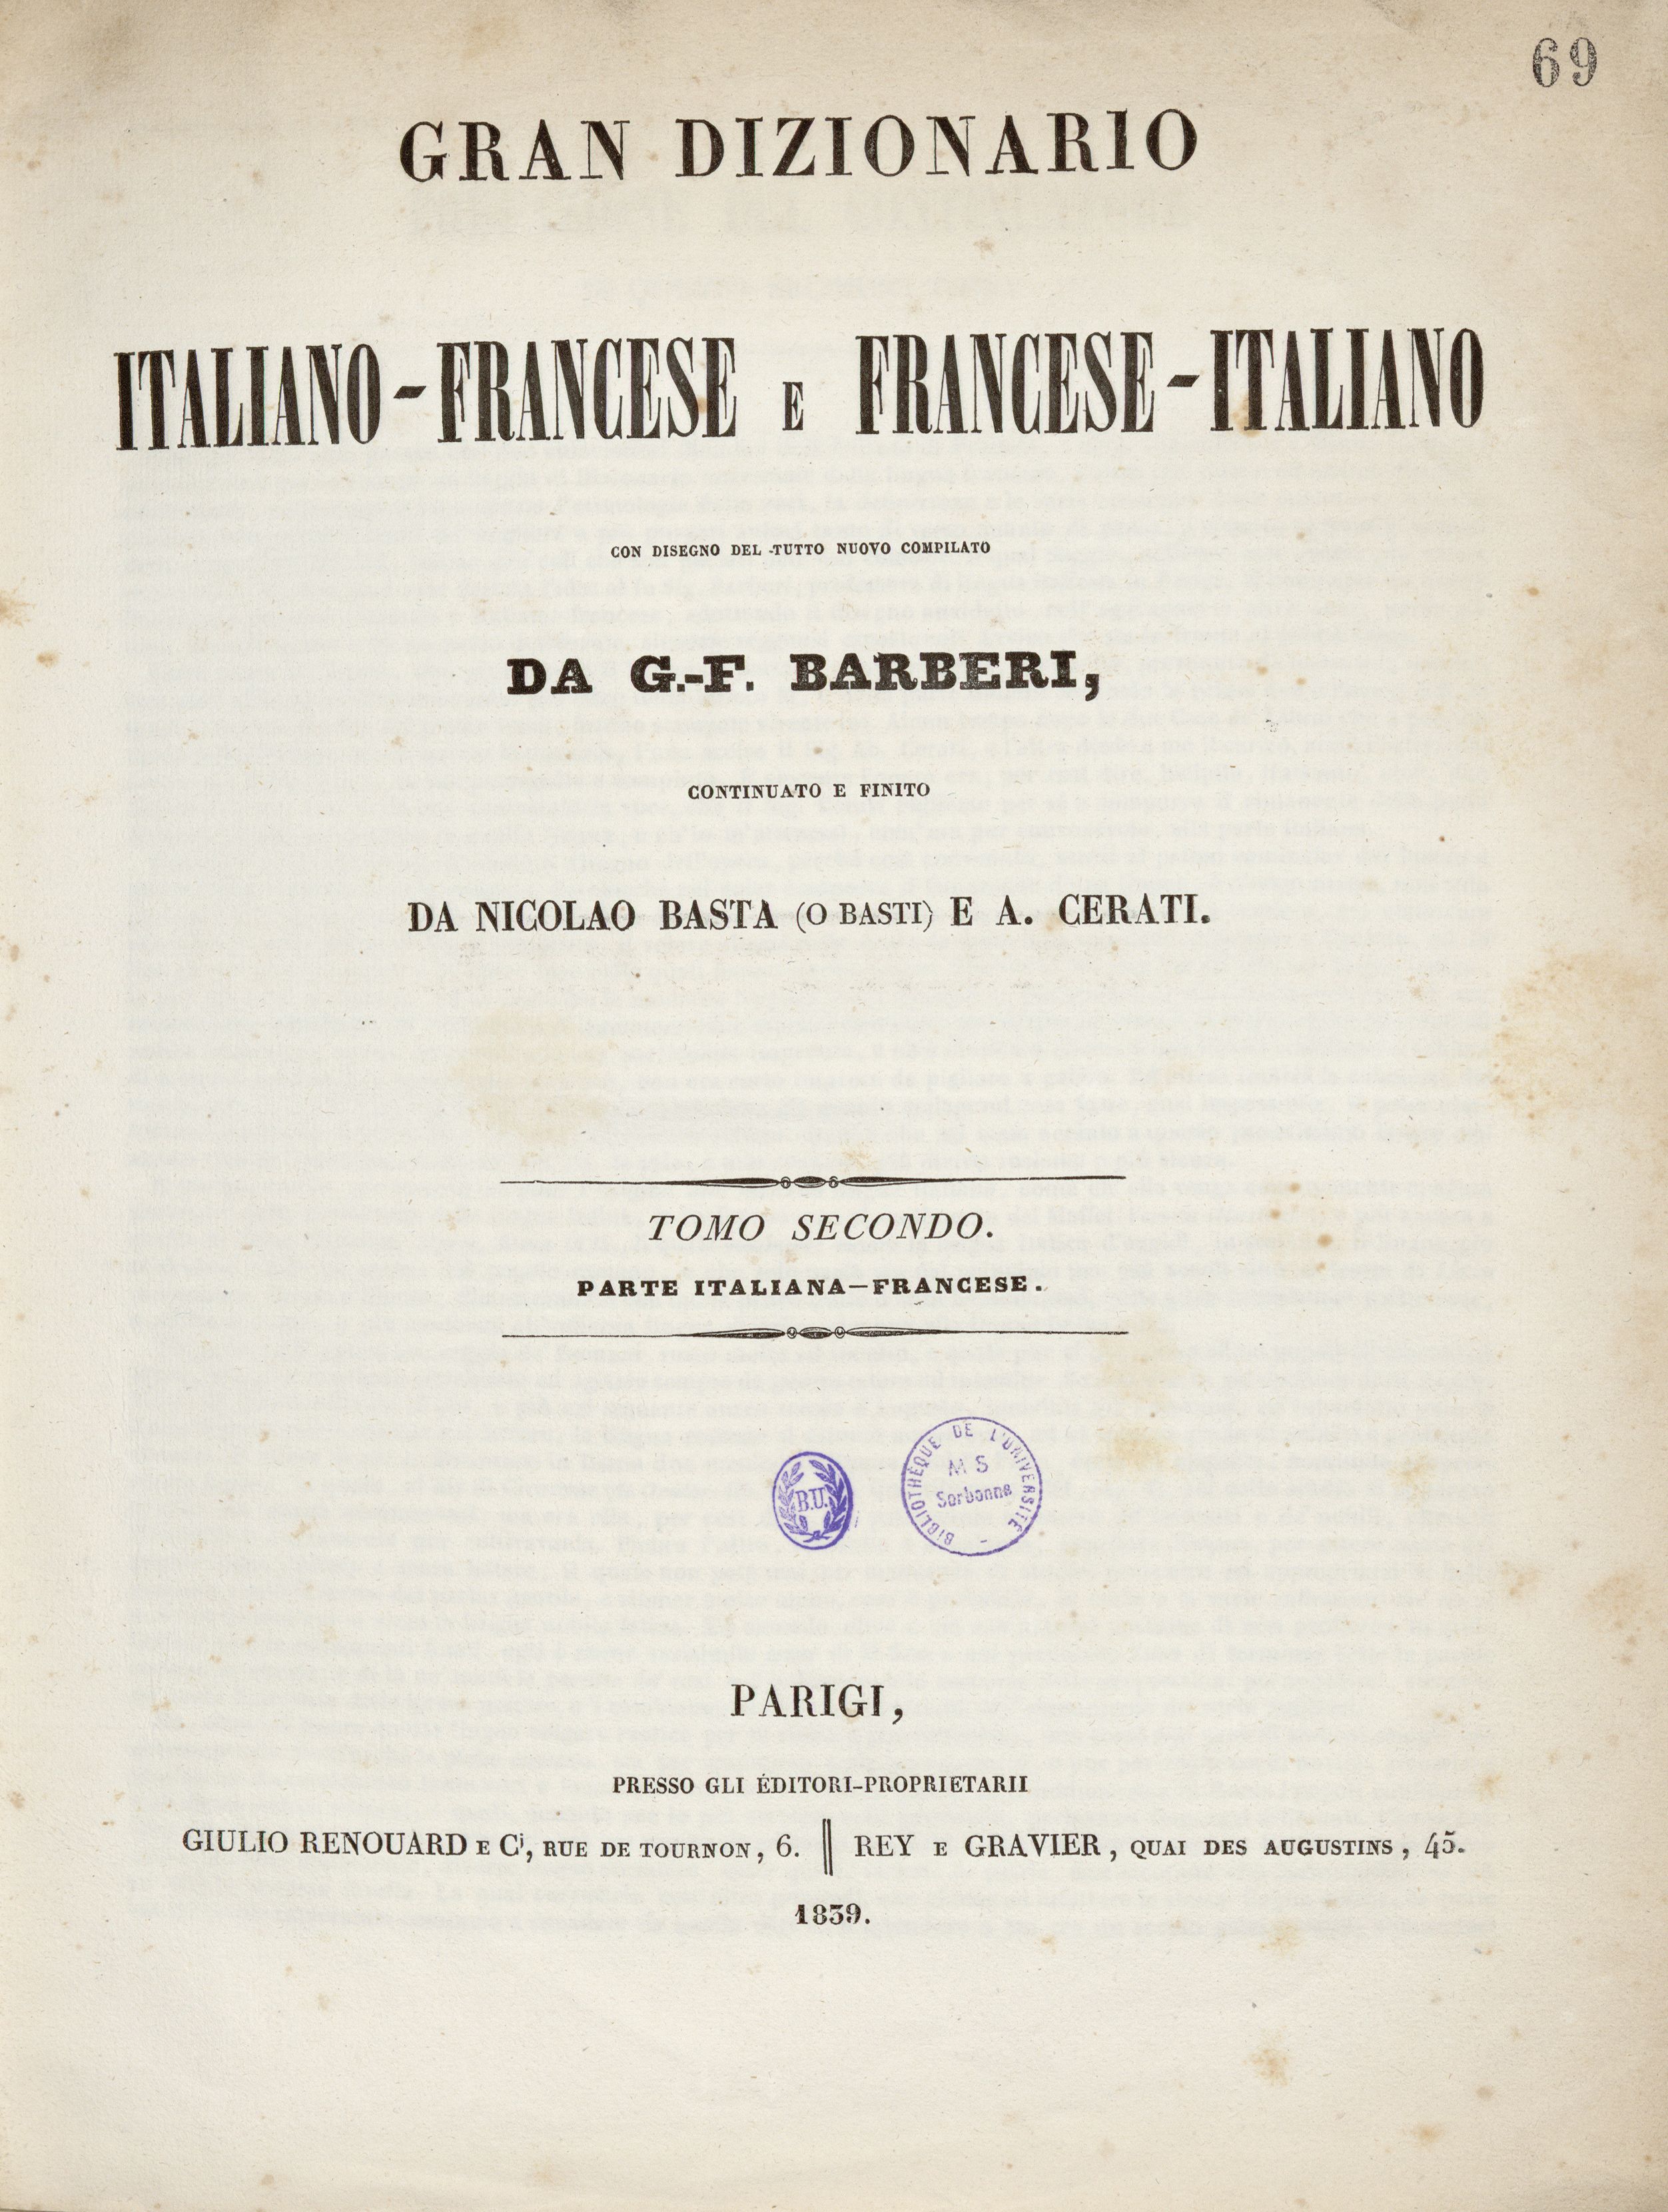 69
GRAN DIZIONARIO
ITALIANO-FRANCESE E FRANCESE-ITALIANO
CON DISEGNO DEL TUTTO NUOVO COMPILATO
DA G.-F. BARBERI,
CONTINUATO E FINITO
DA NICOLAO BASTA (O BASTI) E A. CERATI.
TOMO SECONDO.
PARTE ITALIANA—FRANCESE.
B.U.
BIBLIOTHÈQUE DE L'UNIVERSITÉ -
MS
Sorbonne
PARIGI,
PRESSO GLI ÉDITORI-PROPRIETARII
GIULIO RENOUARD E Ci, RUE DE TOURNON, 6. ‖ REY E GRAVIER, QUAI DES AUGUSTINS, 45.
1839.